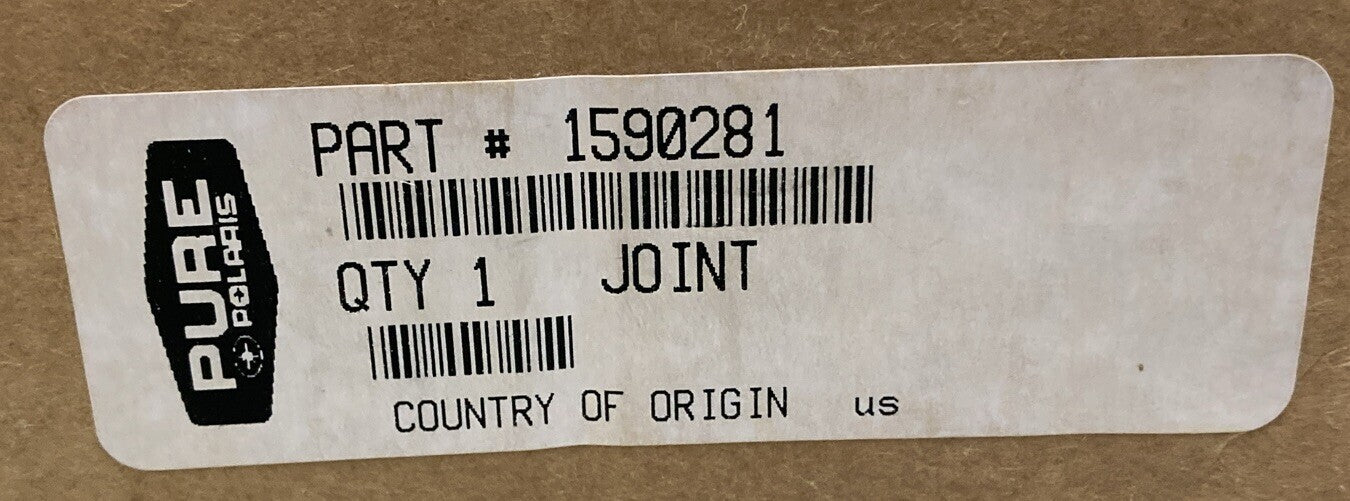 PURE
POLARIS
PART # 1590281
QTY 1 JOINT
COUNTRY OF ORIGIN us